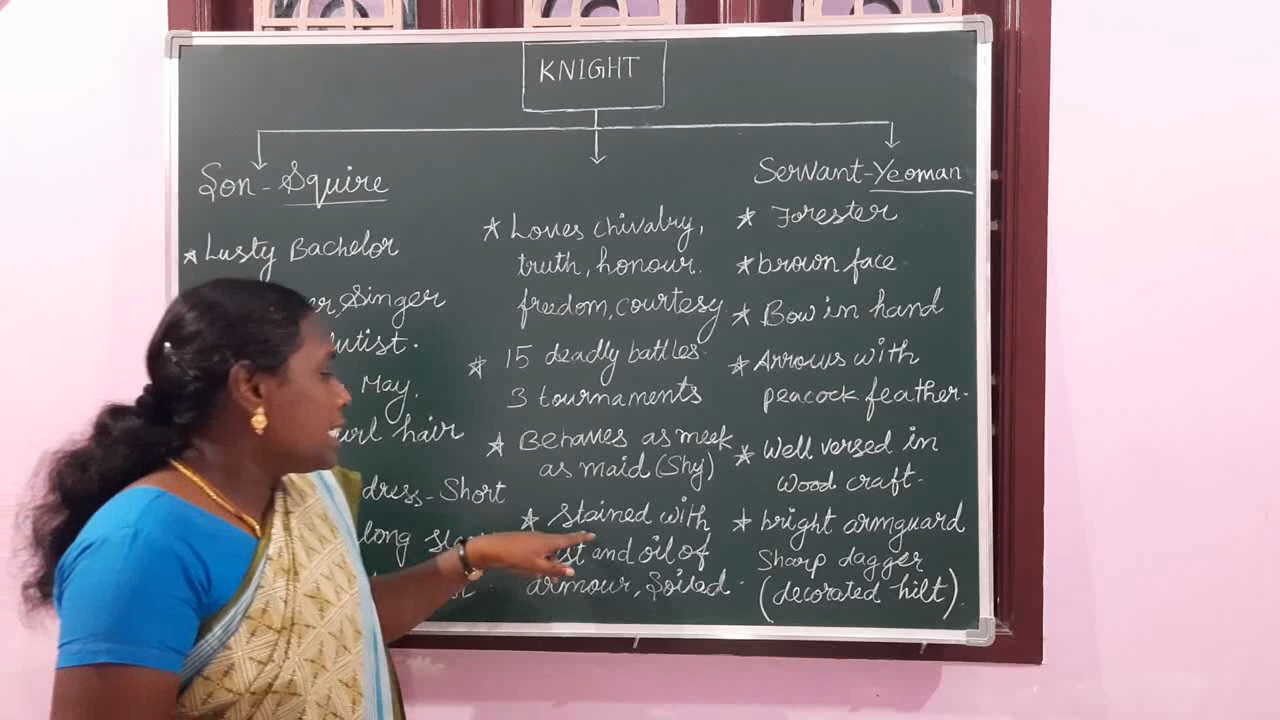 KNIGHT
Son - Squire
* Lusty Bachelor
Singer
May.
hair
dress - Short
long
* Loves chivalry,
truth, honour.
freedom, courtesy
* 15 deadly battles.
3 tournaments
* Behaves as meek
as maid (Shy)
* Stained with
and oil of
armour, Soiled
Servant - Yeoman
* Forester
* brown face
* Bow in hand
* Arrows with
peacock feather.
* Well versed in
wood craft.
* bright armguard
Sharp dagger
(decorated hilt).